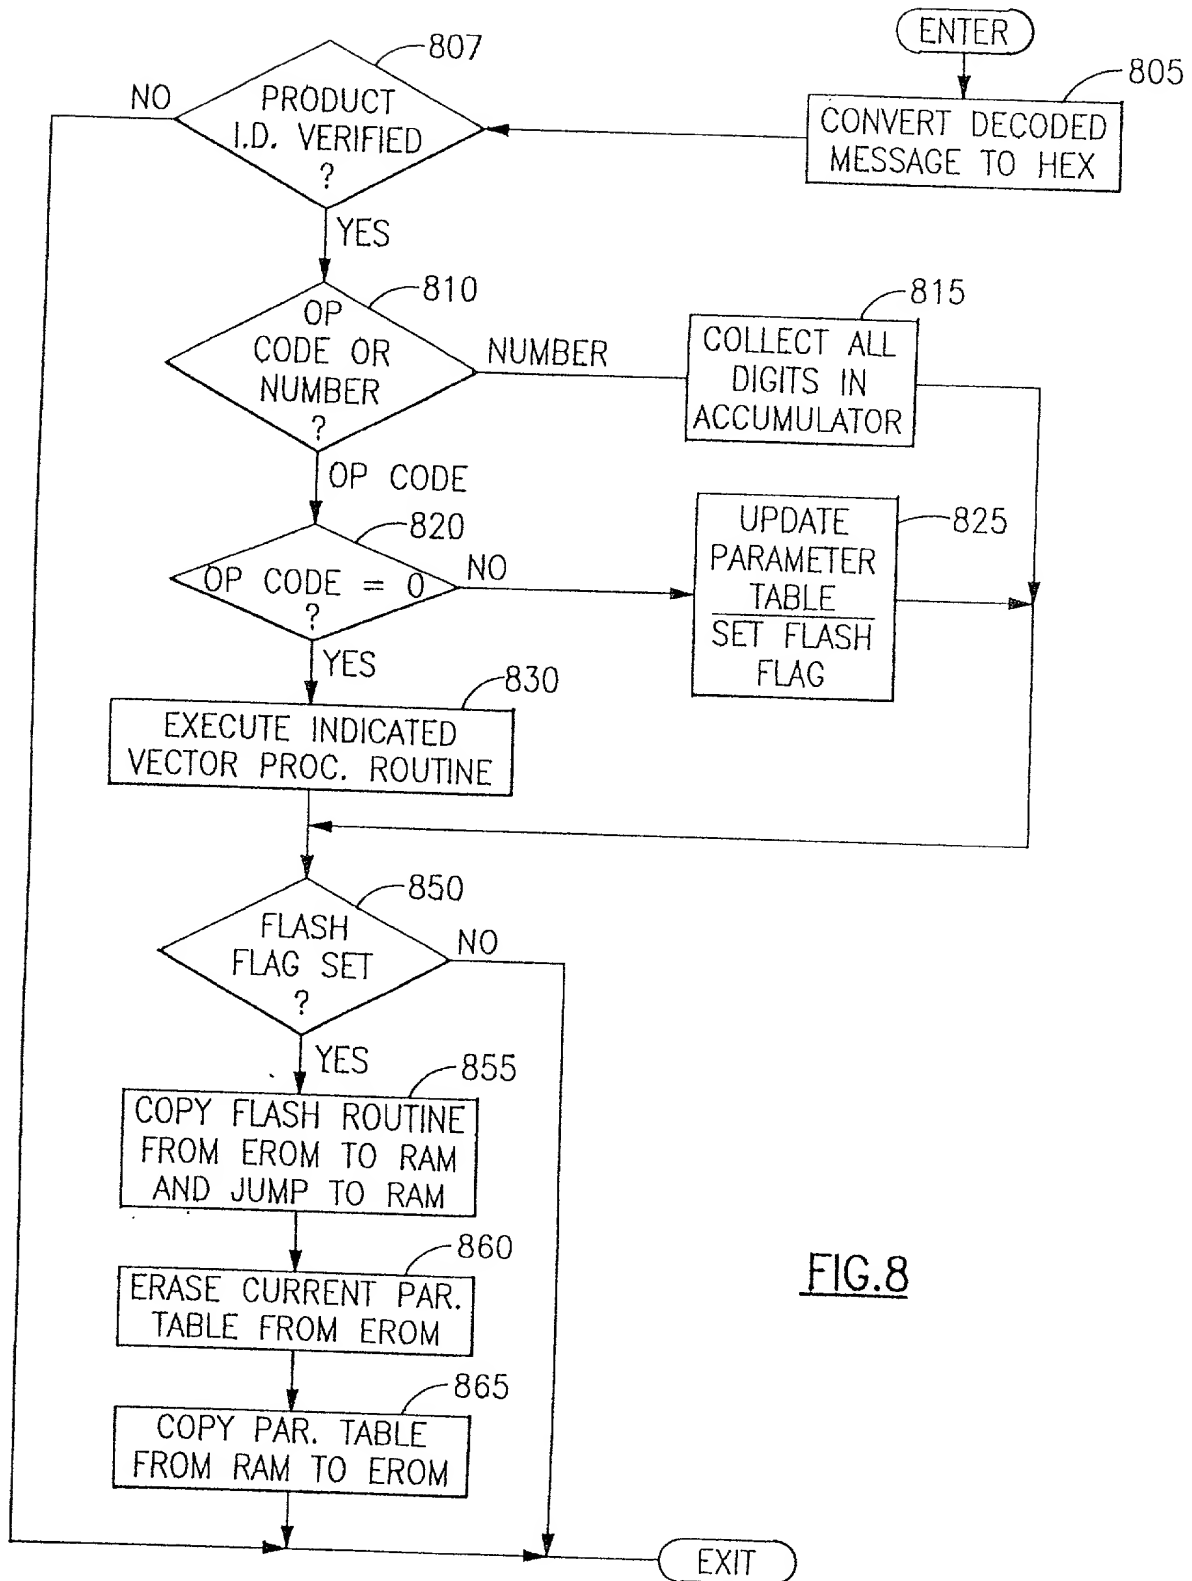 ENTER
805
CONVERT DECODED
MESSAGE TO HEX
807
NO
PRODUCT
I.D. VERIFIED
?
YES
810
OP
CODE OR
NUMBER
?
NUMBER
815
COLLECT ALL
DIGITS IN
ACCUMULATOR
OP CODE
820
OP CODE = 0
?
NO
825
UPDATE
PARAMETER
TABLE
SET FLASH
FLAG
YES
830
EXECUTE INDICATED
VECTOR PROC. ROUTINE
850
FLASH
FLAG SET
?
NO
YES
855
COPY FLASH ROUTINE
FROM EROM TO RAM
AND JUMP TO RAM
860
ERASE CURRENT PAR.
TABLE FROM EROM
865
COPY PAR. TABLE
FROM RAM TO EROM
EXIT
FIG.8